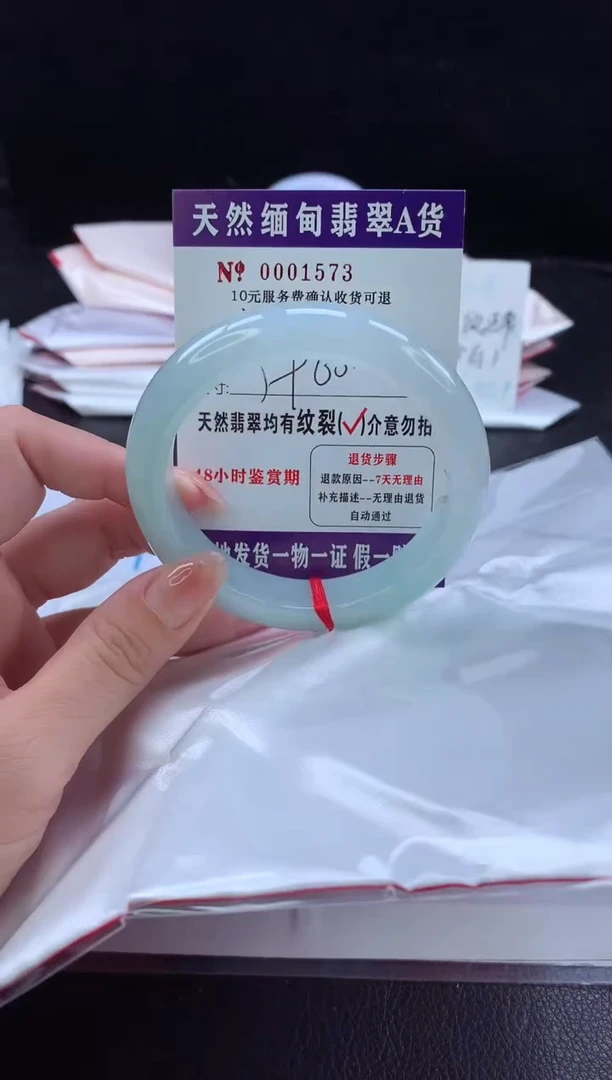 天然缅甸翡翠A货
Nº 0001573
10元服务费确认收货可退
寸:
天然翡翠均有纹裂(✓)介意勿拍
48小时鉴赏期
退货步骤
退款原因--7天无理由
补充描述--无理由退货
自动通过
地发货一物一证 假一